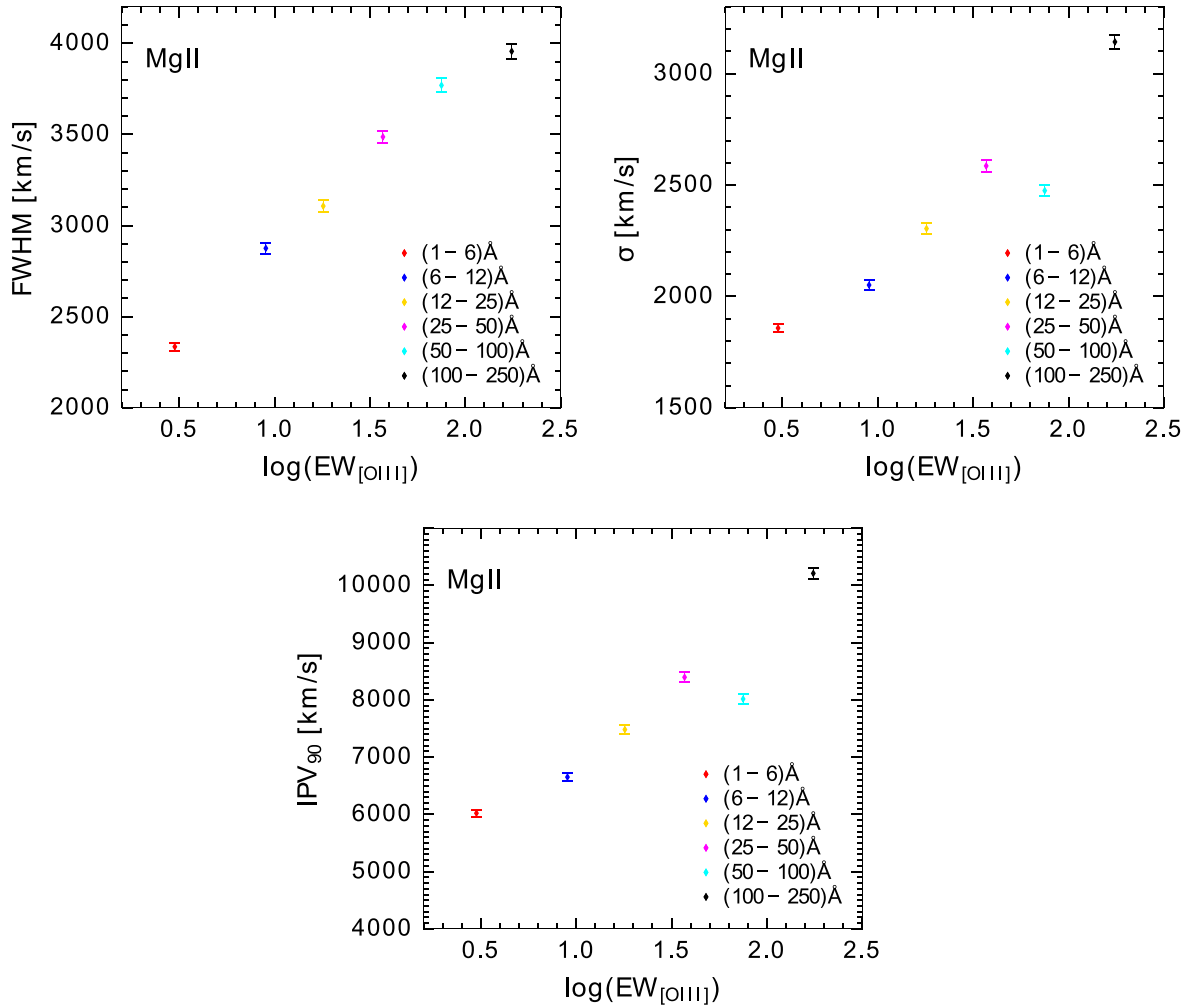 MgII
FWHM [km/s]
4000
3500
3000
2500
2000
(1− 6)Å
(6− 12)Å
(12− 25)Å
(25− 50)Å
(50− 100)Å
(100− 250)Å
0.5 1.0 1.5 2.0 2.5
log(EW[OIII])
MgII
σ [km/s]
3000
2500
2000
1500
(1− 6)Å
(6− 12)Å
(12− 25)Å
(25− 50)Å
(50− 100)Å
(100− 250)Å
0.5 1.0 1.5 2.0 2.5
log(EW[OIII])
MgII
IPV90 [km/s]
10000
9000
8000
7000
6000
5000
4000
(1− 6)Å
(6− 12)Å
(12− 25)Å
(25− 50)Å
(50− 100)Å
(100− 250)Å
0.5 1.0 1.5 2.0 2.5
log(EW[OIII])